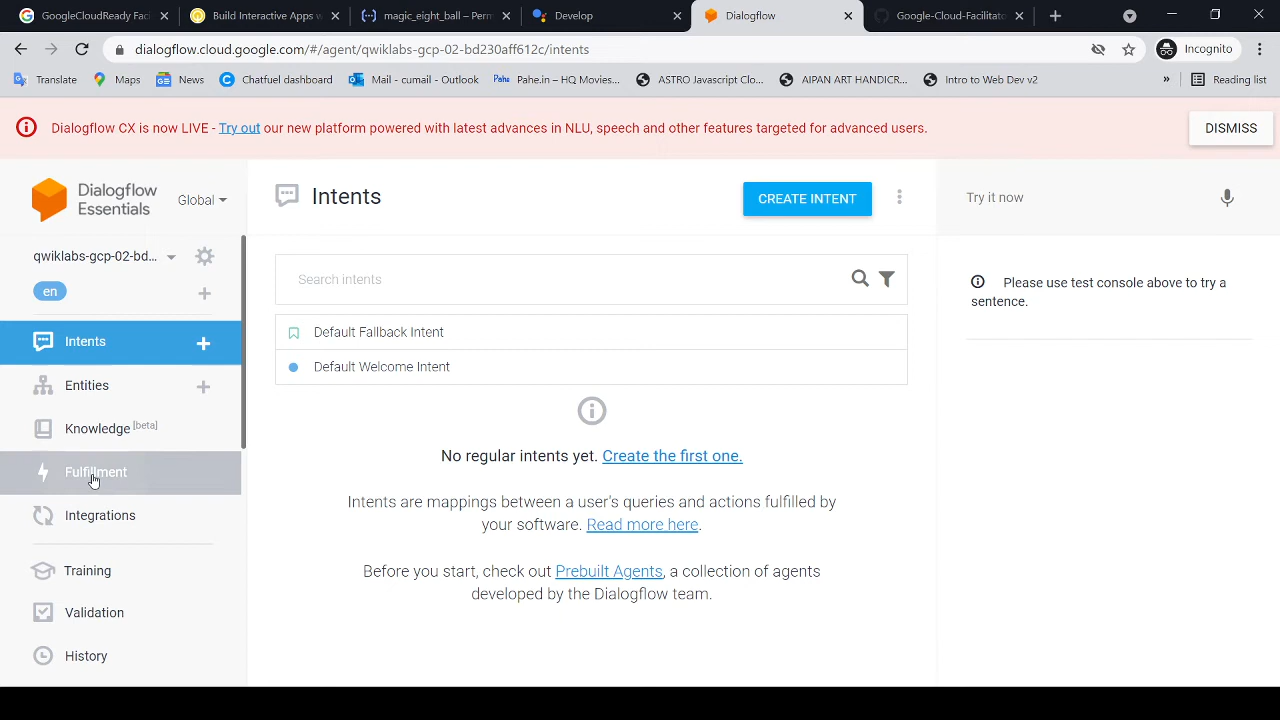 GoogleCloudReady Faci
Build Interactive Apps w
magic_eight_ball – Perm
Develop
Dialogflow
Google-Cloud-Facilitato
dialogflow.cloud.google.com/#/agent/qwiklabs-gcp-02-bd230aff612c/intents
Incognito
Translate
Maps
News
Chatfuel dashboard
Mail - cumail - Outlook
Pahe Pahe.in – HQ Movies...
ASTRO Javascript Clo...
AIPAN ART HANDICR...
Intro to Web Dev v2
»
Reading list
Dialogflow CX is now LIVE - Try out our new platform powered with latest advances in NLU, speech and other features targeted for advanced users.
DISMISS
Dialogflow
Essentials
Global
Intents
CREATE INTENT
Try it now
qwiklabs-gcp-02-bd...
en
Search intents
Please use test console above to try a
sentence.
Intents
Default Fallback Intent
Default Welcome Intent
Entities
Knowledge [beta]
No regular intents yet. Create the first one.
Fulfillment
Intents are mappings between a user's queries and actions fulfilled by
your software. Read more here.
Integrations
Before you start, check out Prebuilt Agents, a collection of agents
developed by the Dialogflow team.
Training
Validation
History